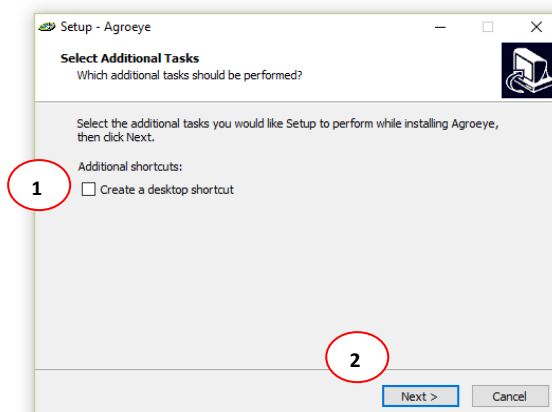 Setup - Agroeye
Select Additional Tasks
Which additional tasks should be performed?
Select the additional tasks you would like Setup to perform while installing Agroeye,
then click Next.
Additional shortcuts:
1
Create a desktop shortcut
2
Next >
Cancel